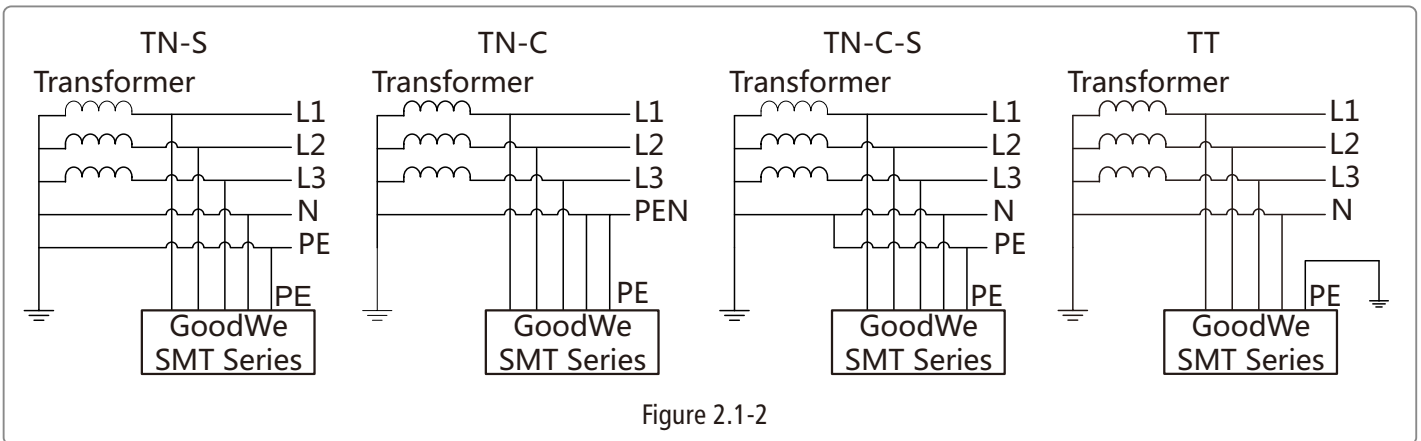 TN-S
Transformer
L1
L2
L3
N
PE
PE
GoodWe
SMT Series
TN-C
Transformer
L1
L2
L3
PEN
PE
GoodWe
SMT Series
TN-C-S
Transformer
L1
L2
L3
N
PE
PE
GoodWe
SMT Series
TT
Transformer
L1
L2
L3
N
PE
GoodWe
SMT Series
Figure 2.1-2